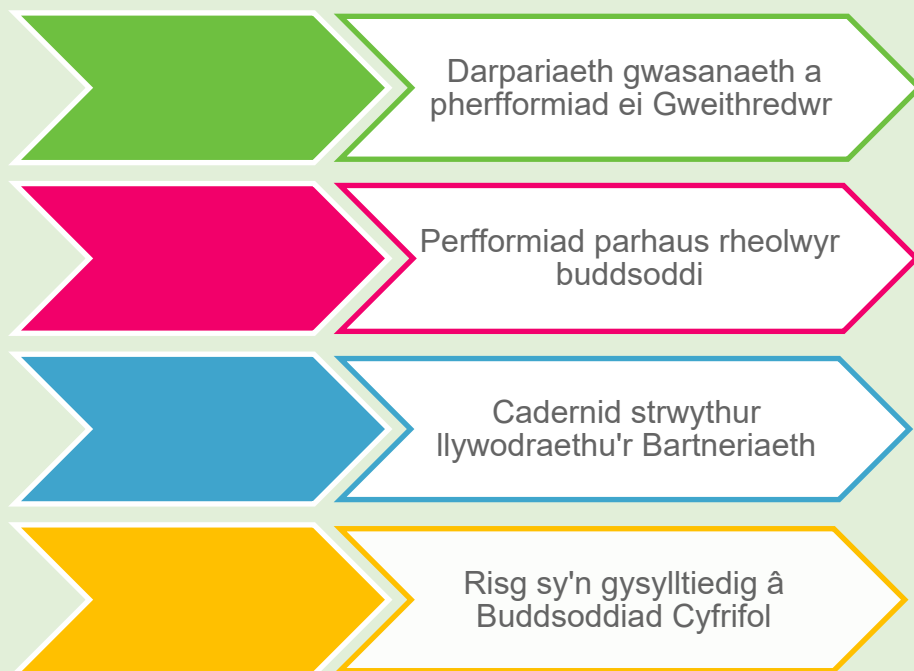 Darpariaeth gwasanaeth a
pherfformiad ei Gweithredwr
Perfformiad parhaus rheolwyr
buddsoddi
Cadernid strwythur
llywodraethu'r Bartneriaeth
Risg sy'n gysylltiedig â
Buddsoddiad Cyfrifol